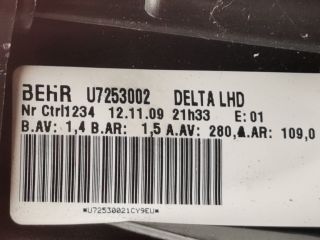 BEHR U7253002 DELTA LHD
Nr Ctrl1234 12.11.09 21h33 E:01
B.AV: 1,4 B.AR: 1,5 A.AV: 280,A.AR: 109,0
*U72530021CY9EU*